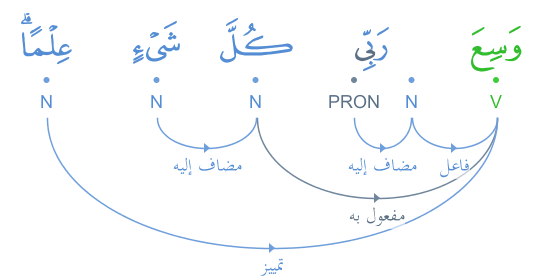 وَسِعَ رَبِّي كُلَّ شَىْءٍ عِلْمًا ۗ
V N PRON N N N
فاعل مضاف إليه مضاف إليه
مفعول به
تمييز